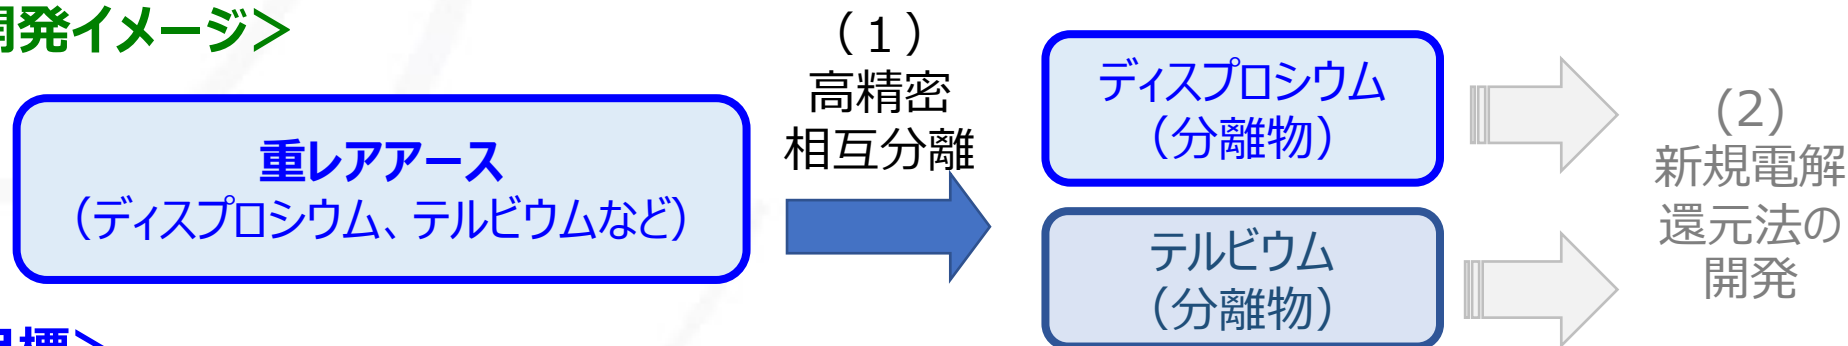 開発イメージ＞
（１）
高精密
相互分離
重レアアース
（ディスプロシウム、テルビウムなど）
ディスプロシウム
（分離物）
テルビウム
（分離物）
(2)
新規電解
還元法の
開発
目標＞